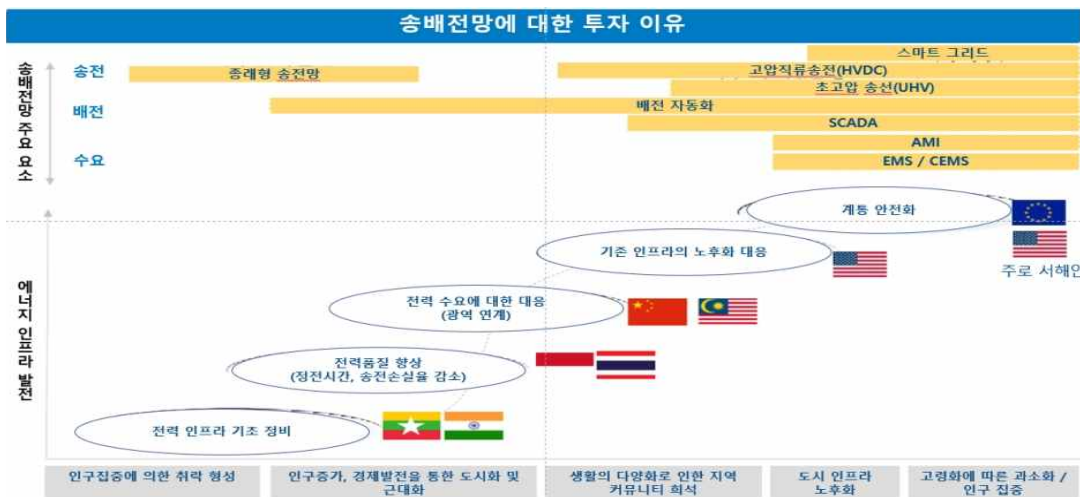 송배전망에 대한 투자 이유
송배전망 주요 요소
송전
배전
수요
스마트 그리드
종래형 송전망
고압직류송전(HVDC)
초고압 송선(UHV)
배전 자동화
SCADA
AMI
EMS / CEMS
에너지 인프라 발전
계통 안전화
기존 인프라의 노후화 대응
주로 서해안
전력 수요에 대한 대응
(광역 연계)
전력품질 향상
(정전시간, 송전손실율 감소)
전력 인프라 기초 정비
인구집중에 의한 취락 형성
인구증가, 경제발전을 통한 도시화 및
근대화
생활의 다양화로 인한 지역
커뮤니티 희석
도시 인프라
노후화
고령화에 따른 과소화 /
인구 집중